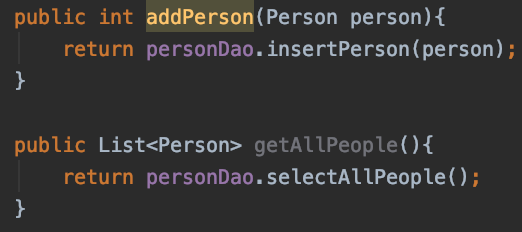 public int addPerson(Person person){
    return personDao.insertPerson(person);
}
public List<Person> getAllPeople(){
    return personDao.selectAllPeople();
}